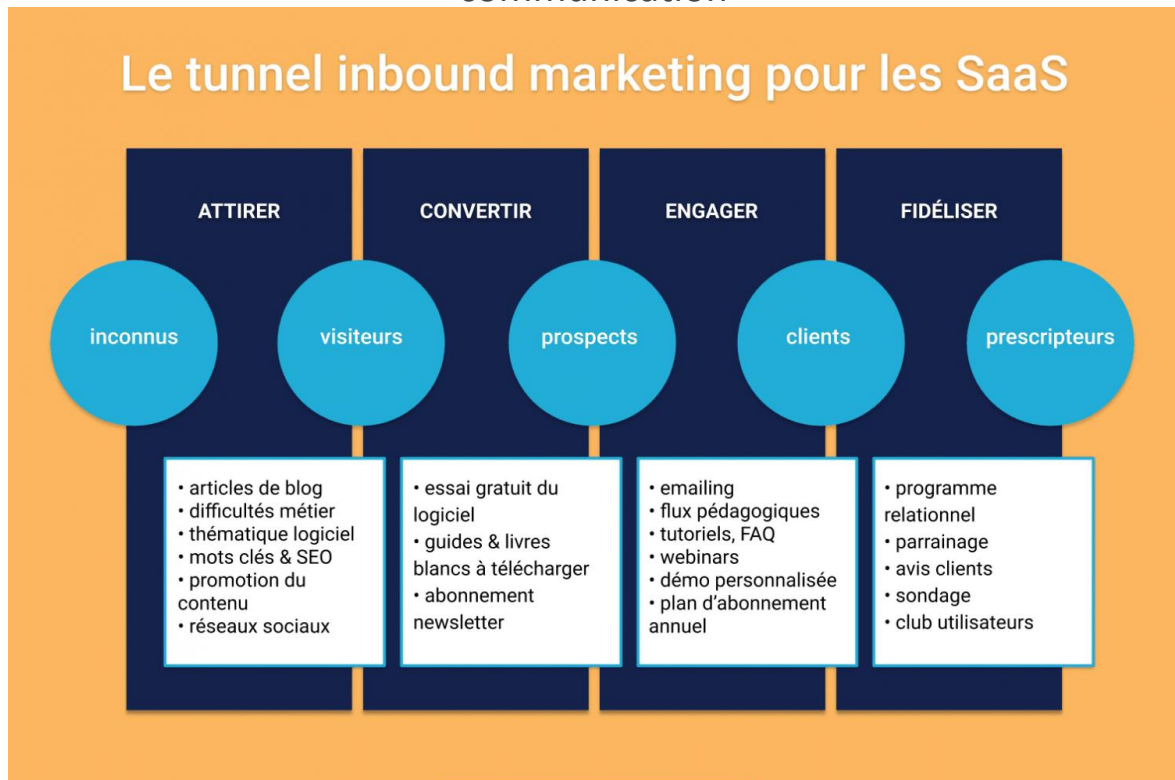 communication
Le tunnel inbound marketing pour les SaaS
ATTIRER
CONVERTIR
ENGAGER
FIDÉLISER
inconnus
visiteurs
prospects
clients
prescripteurs
• articles de blog
• difficultés métier
• thématique logiciel
• mots clés & SEO
• promotion du
contenu
• réseaux sociaux
• essai gratuit du
logiciel
• guides & livres
blancs à télécharger
• abonnement
newsletter
• emailing
• flux pédagogiques
• tutoriels, FAQ
• webinars
• démo personnalisée
• plan d’abonnement
annuel
• programme
relationnel
• parrainage
• avis clients
• sondage
• club utilisateurs